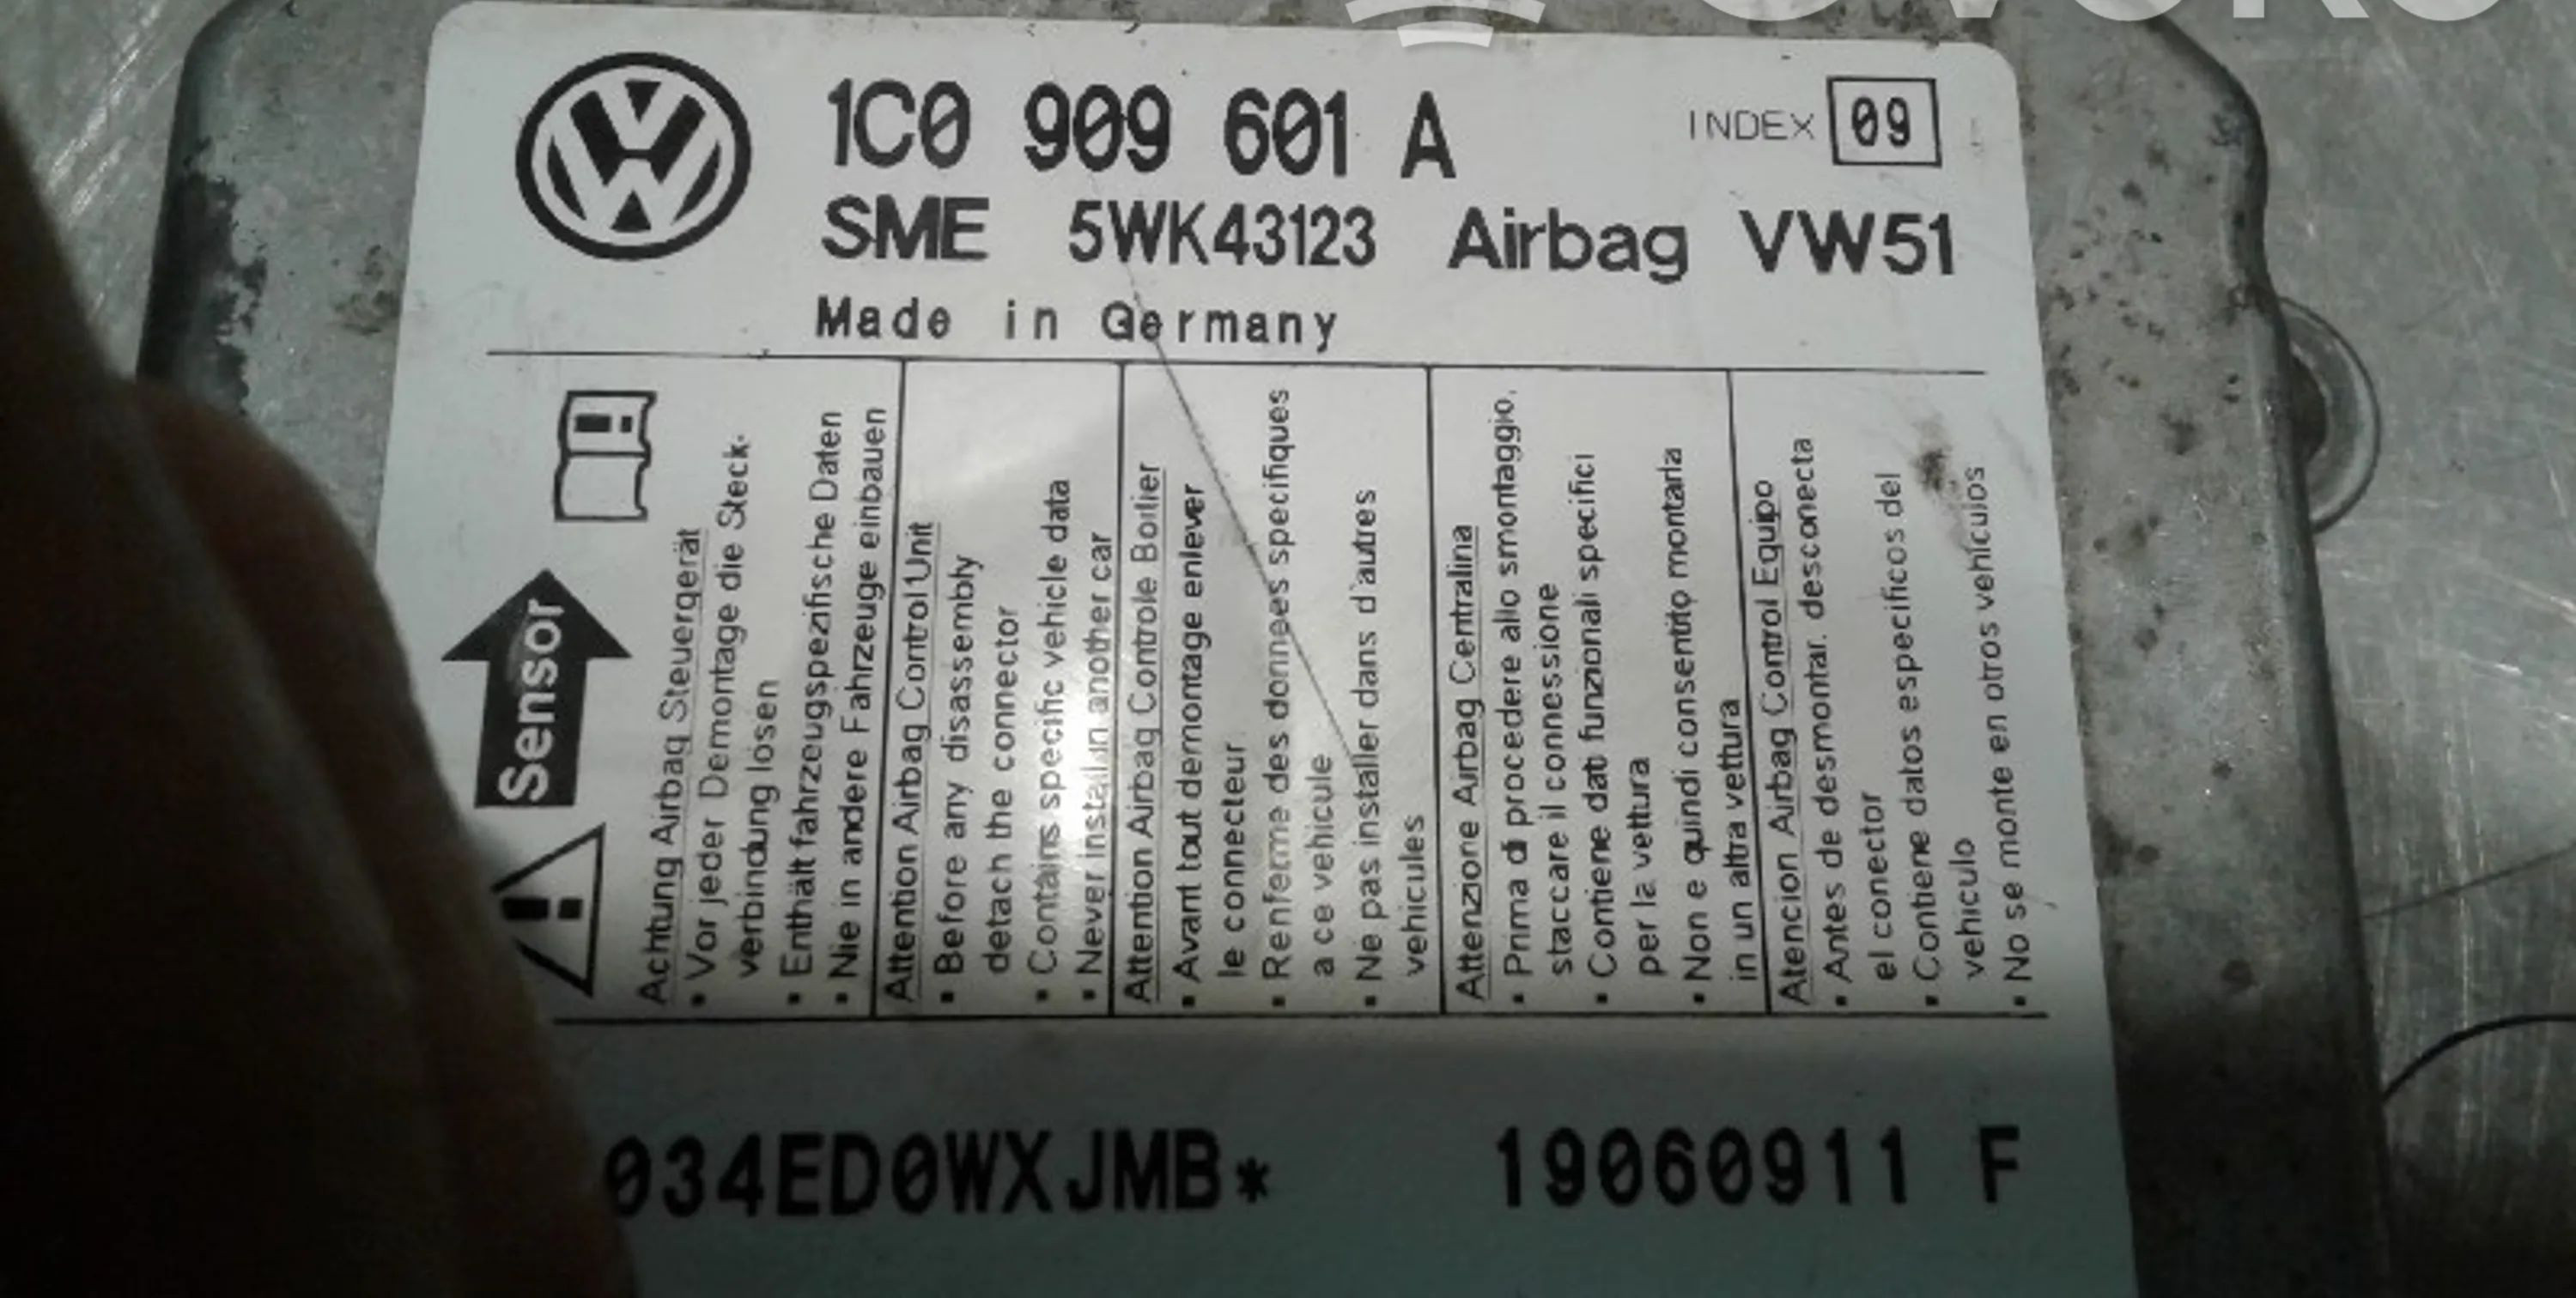 1C0 909 601 A
INDEX 09
SME 5WK43123 Airbag VW51
Made in Germany
Sensor
Achtung Airbag Steuergerät
• Vor jeder Demontage die Steck-
verbindung lösen
• Enthält fahrzeugspezifische Daten
• Nie in andere Fahrzeuge einbauen
Attention Airbag Control Unit
• Before any disassembly
detach the connector
• Contains specific vehicle data
• Never install in another car
Attention Airbag Controle Boitier
• Avant tout demontage enlever
le connecteur
• Renferme des donnees specifiques
a ce vehicule
• Ne pas installer dans d'autres
vehicules
Attenzione Airbag Centralina
• Prima di procedere allo smontaggio,
staccare il connessione
• Contiene dati funzionali specifici
per la vettura
• Non e quindi consentito montarla
in un altra vettura
Atencion Airbag Control Equipo
• Antes de desmontar. desconecta
el conector
• Contiene datos especificos del
vehiculo
• No se monte en otros vehiculos
034ED0WXJMB*
19060911 F